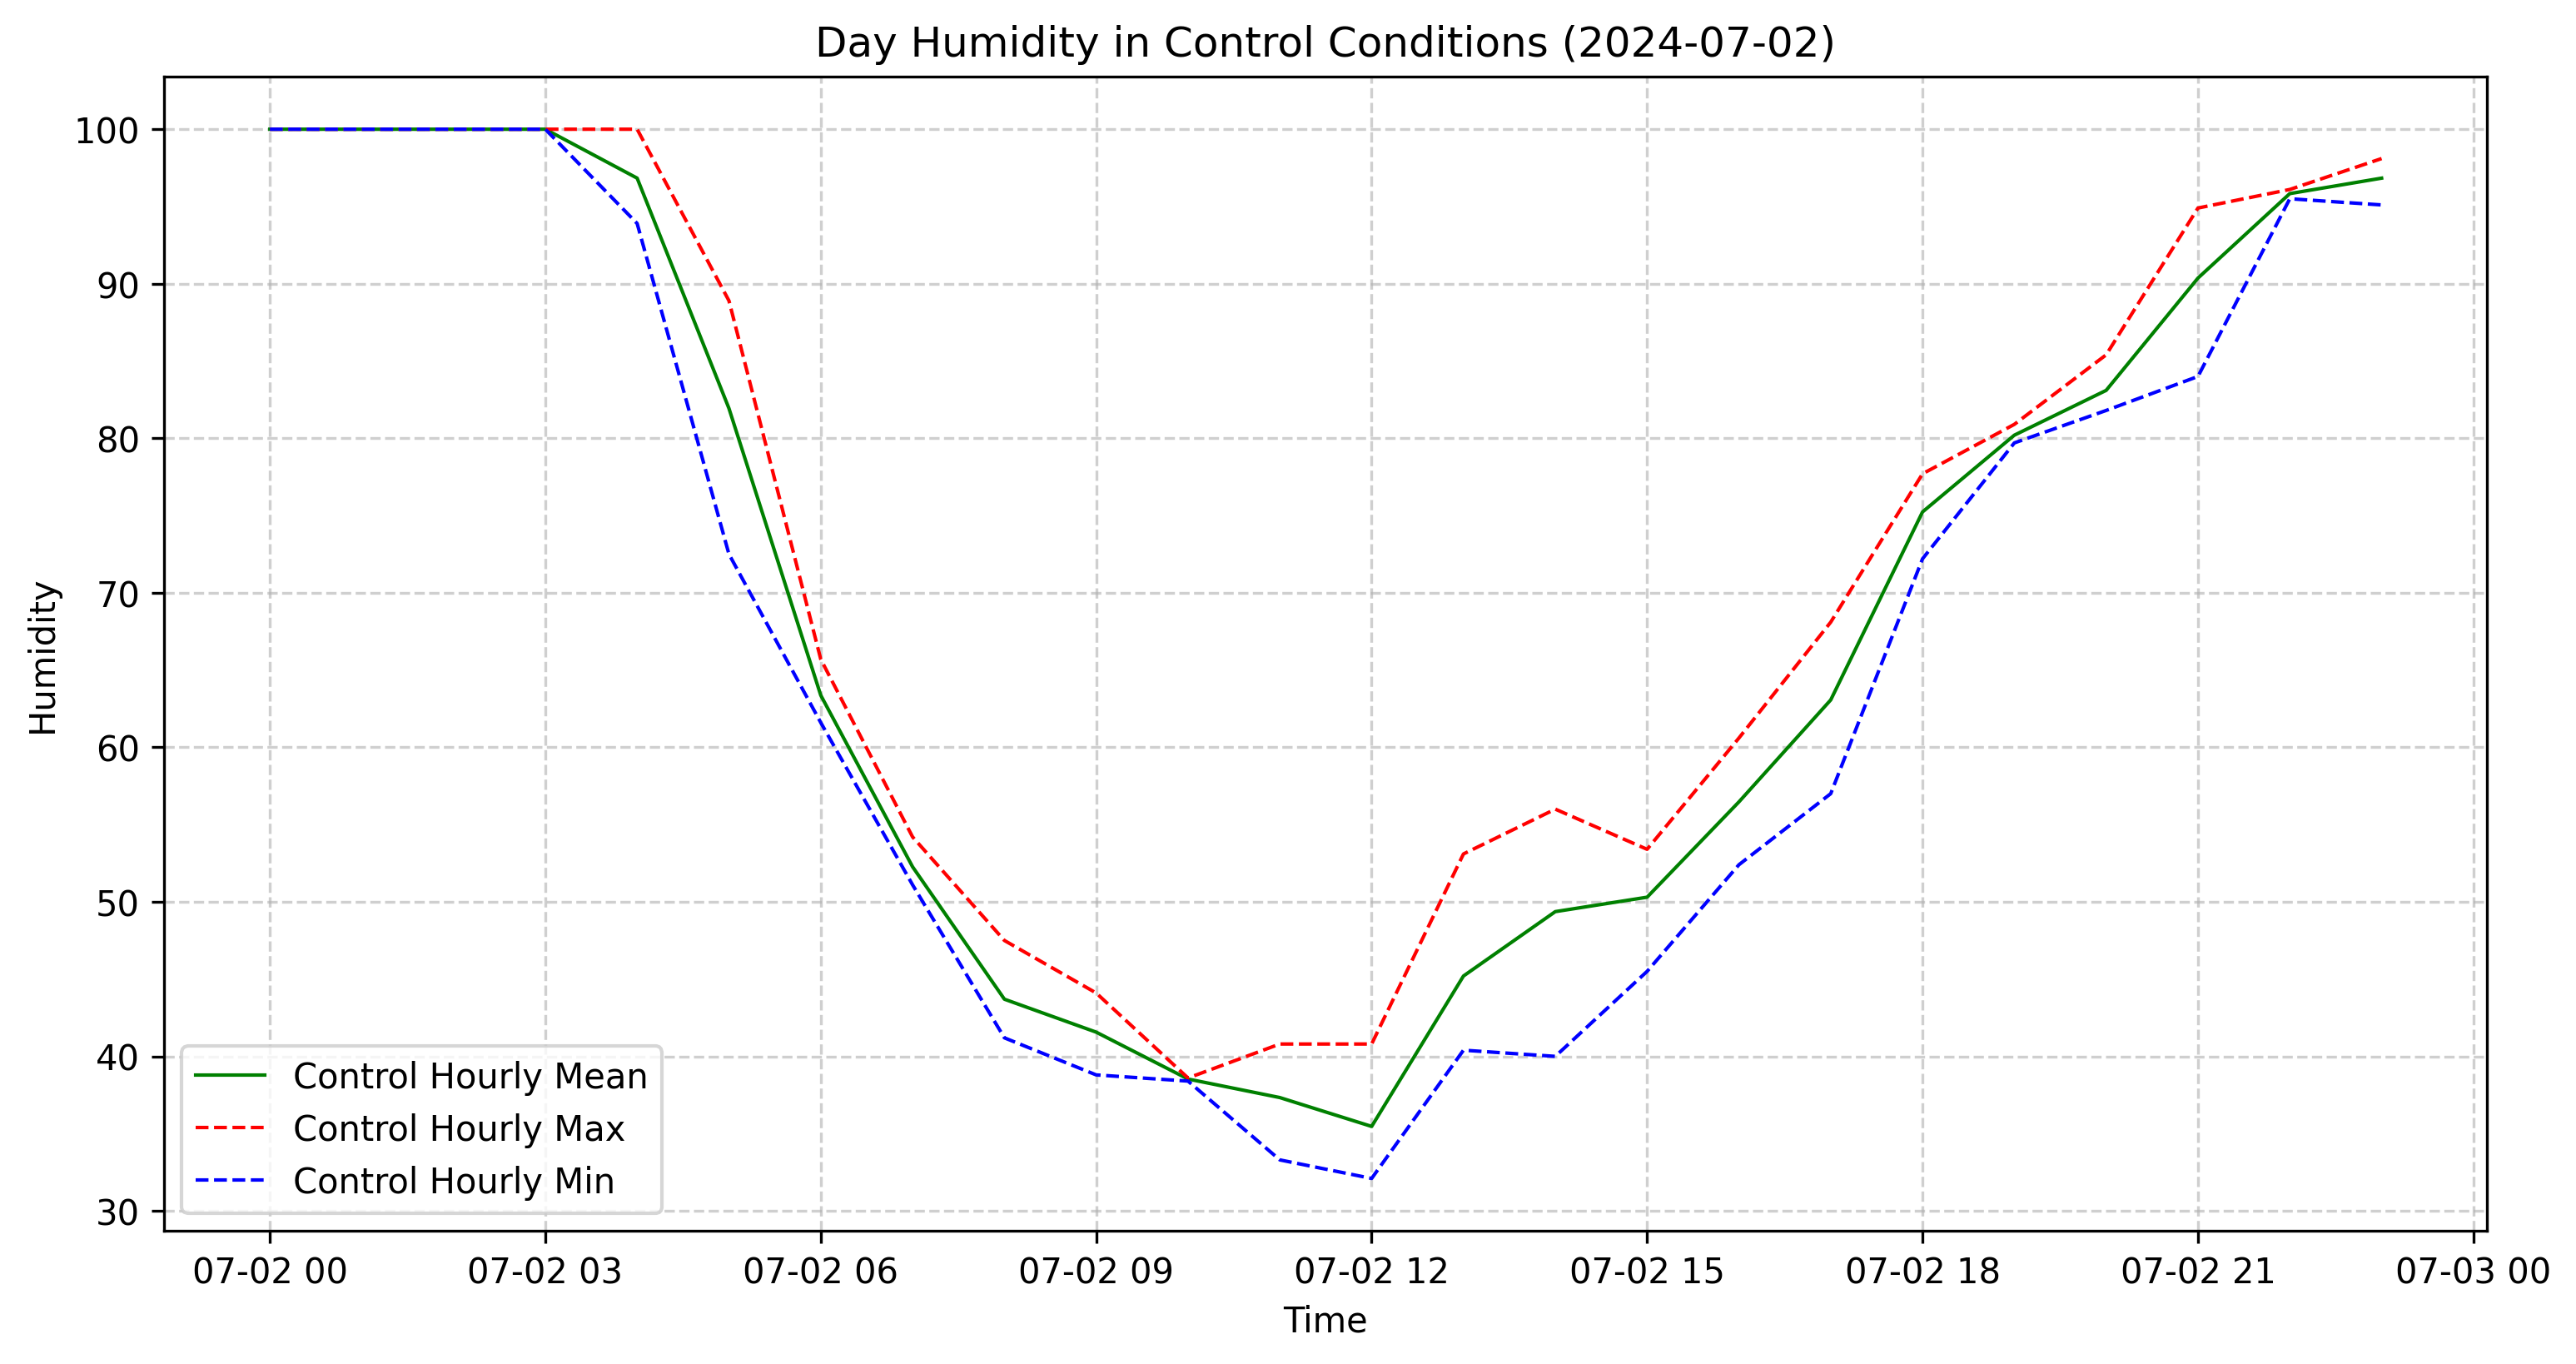 Day Humidity in Control Conditions (2024-07-02)
Humidity
100
90
80
70
60
50
40
30
Control Hourly Mean
Control Hourly Max
Control Hourly Min
07-02 00 07-02 03 07-02 06 07-02 09 07-02 12 07-02 15 07-02 18 07-02 21 07-03 00
Time